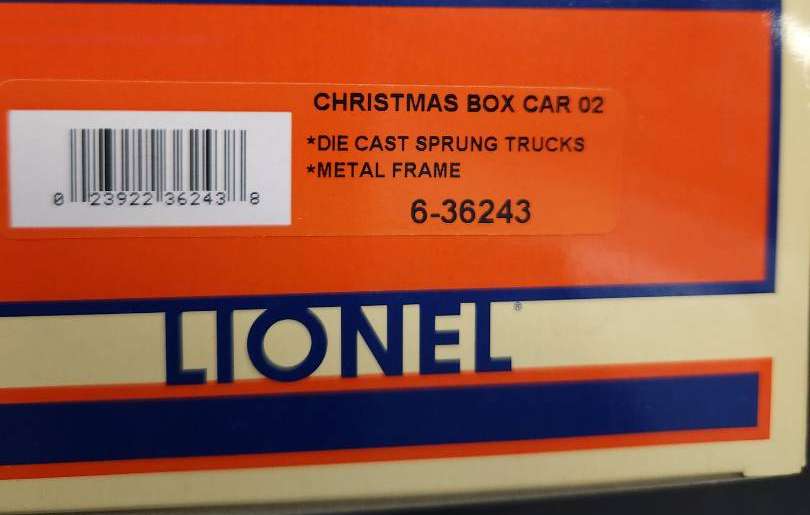 CHRISTMAS BOX CAR 02
*DIE CAST SPRUNG TRUCKS
*METAL FRAME
6-36243
0 23922 36243 8
LIONEL®